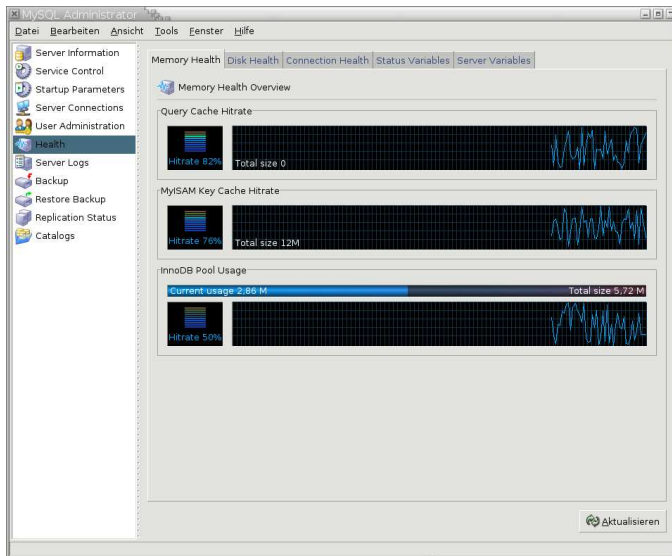 MySQL Administrator
Datei Bearbeiten Ansicht Tools Fenster Hilfe
Server Information
Service Control
Startup Parameters
Server Connections
User Administration
Health
Server Logs
Backup
Restore Backup
Replication Status
Catalogs
Memory Health Disk Health Connection Health Status Variables Server Variables
Memory Health Overview
Query Cache Hitrate
Hitrate 82% Total size 0
MyISAM Key Cache Hitrate
Hitrate 76% Total size 12M
InnoDB Pool Usage
Current usage 2,86 M Total size 5,72 M
Hitrate 50%
Aktualisieren